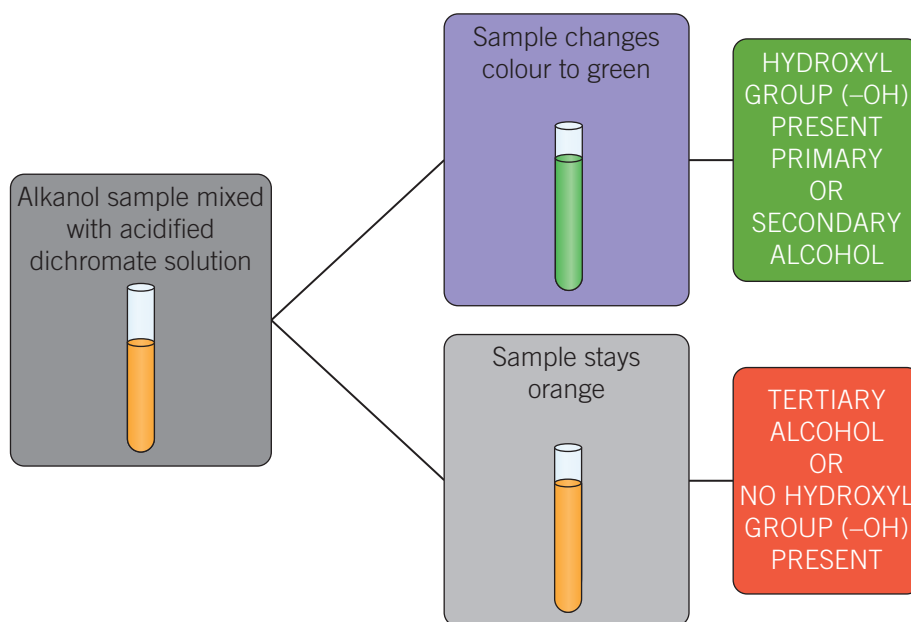 Alkanol sample mixed
with acidified
dichromate solution
Sample changes
colour to green
HYDROXYL
GROUP (–OH)
PRESENT
PRIMARY
OR
SECONDARY
ALCOHOL
Sample stays
orange
TERTIARY
ALCOHOL
OR
NO HYDROXYL
GROUP (–OH)
PRESENT